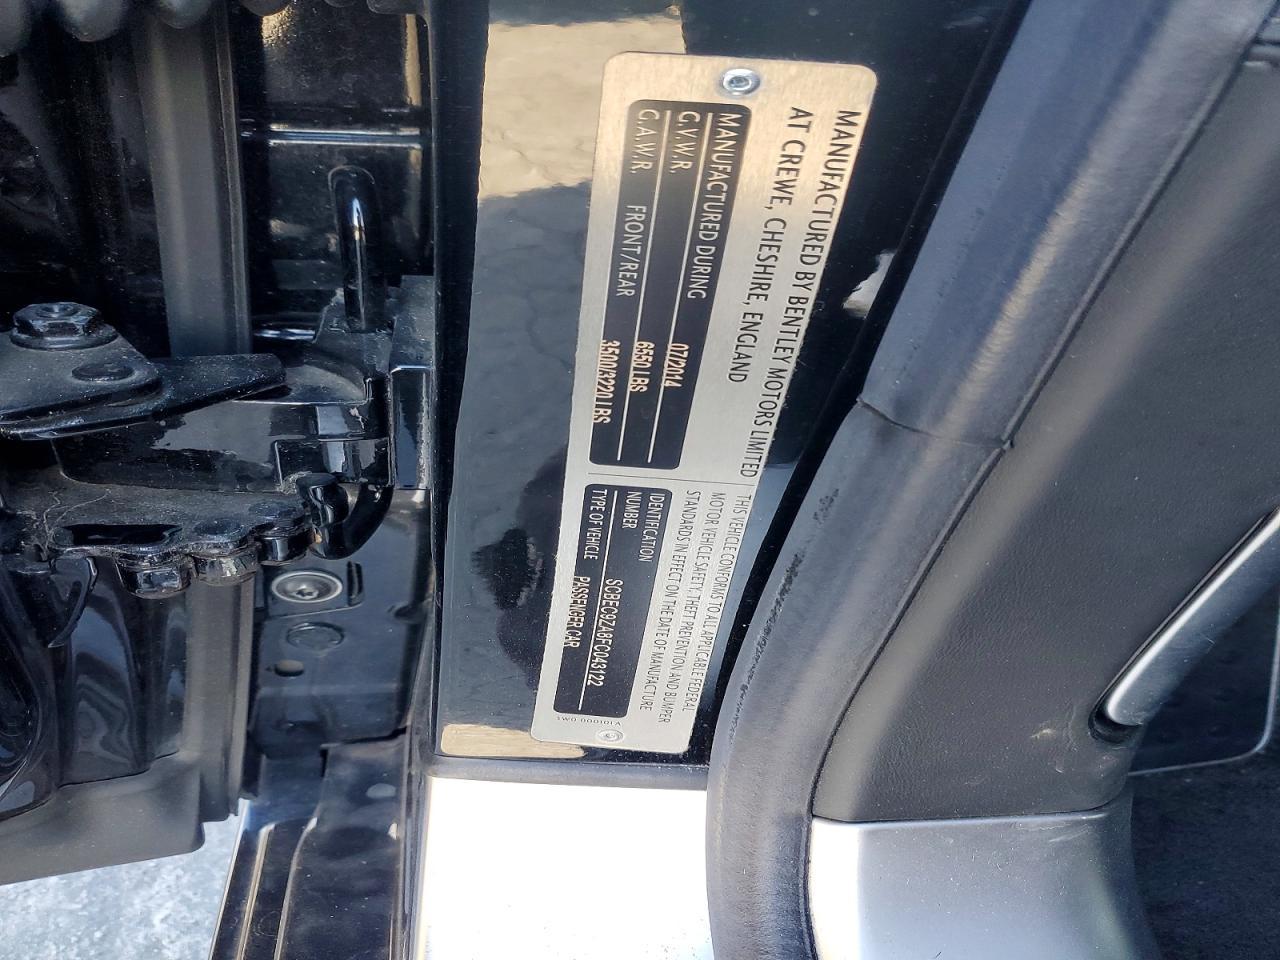 MANUFACTURED BY BENTLEY MOTORS LIMITED
AT CREWE, CHESHIRE, ENGLAND
MANUFACTURED DURING 07/2014
G.V.W.R. 6550 LBS
G.A.W.R. FRONT/REAR 3500/3220 LBS
THIS VEHICLE CONFORMS TO ALL APPLICABLE FEDERAL
MOTOR VEHICLE SAFETY, THEFT PREVENTION AND BUMPER
STANDARDS IN EFFECT ON THE DATE OF MANUFACTURE
IDENTIFICATION
NUMBER SCBEC9ZA8FC043122
TYPE OF VEHICLE PASSENGER CAR